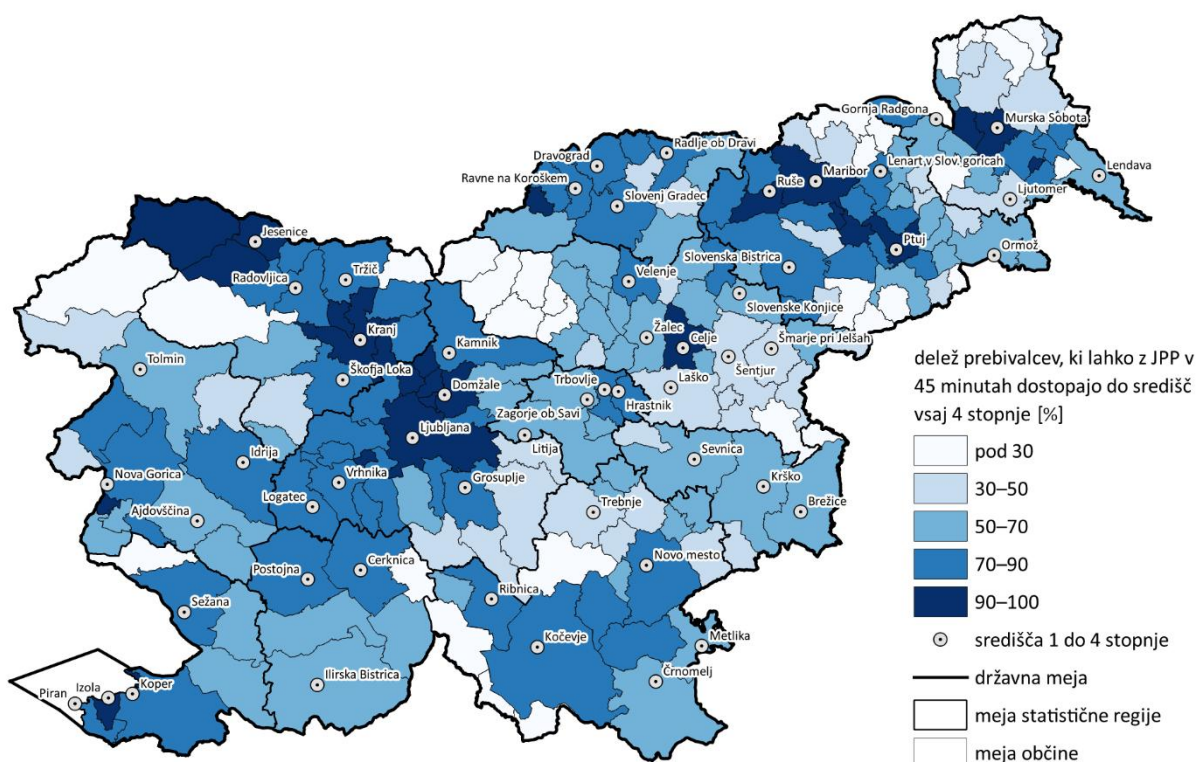 Gornja Radgona
Murska Sobota
Radlje ob Dravi
Dravograd
Lenart v Slov. goricah
Maribor
Lendava
Ravne na Koroškem
Ruše
Slovenj Gradec
Ljutomer
Jesenice
Ptuj
Ormož
Tržič
Slovenska Bistrica
Radovljica
Velenje
Slovenske Konjice
Kranj
Žalec
Celje
Šmarje pri Jelšah
Kamnik
Tolmin
Šentjur
Škofja Loka
Trbovlje
Laško
Domžale
Hrastnik
Zagorje ob Savi
Ljubljana
Litija
Sevnica
Idrija
Nova Gorica
Vrhnika
Grosuplje
Krško
Logatec
Trebnje
Brežice
Ajdovščina
Cerknica
Novo mesto
Postojna
Ribnica
Sežana
Kočevje
Metlika
Črnomelj
Ilirska Bistrica
Koper
Izola
Piran
delež prebivalcev, ki lahko z JPP v
45 minutah dostopajo do središč
vsaj 4 stopnje [%]
pod 30
30–50
50–70
70–90
90–100
središča 1 do 4 stopnje
državna meja
meja statistične regije
meja občine